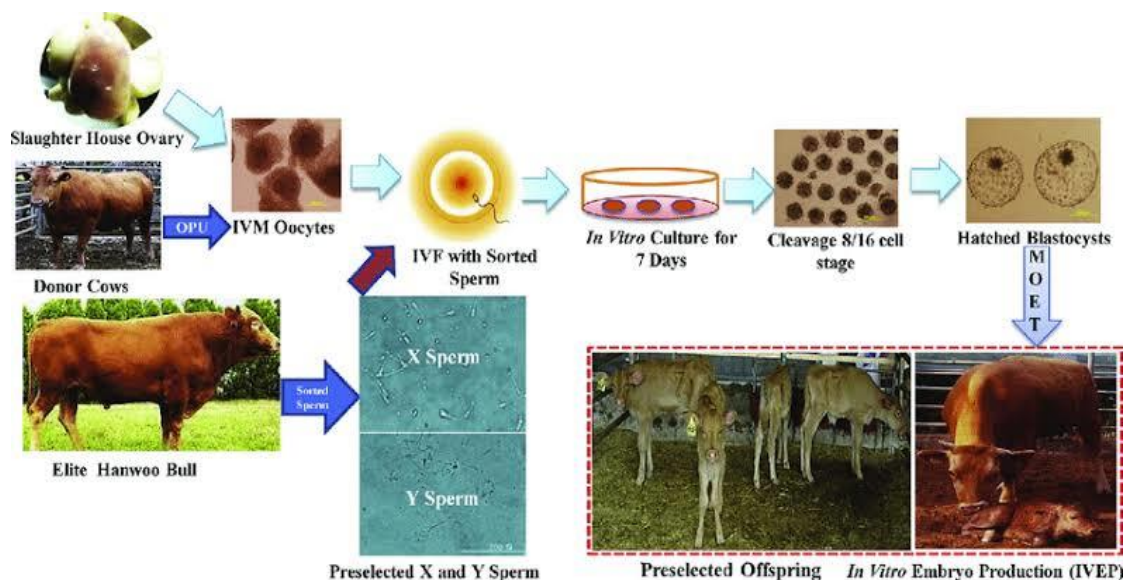 Slaughter House Ovary
OPU
Donor Cows
IVM Oocytes
IVF with Sorted
Sperm
In Vitro Culture for
7 Days
Cleavage 8/16 cell
stage
Hatched Blastocysts
M
O
E
T
Elite Hanwoo Bull
Sorted
Sperm
X Sperm
Y Sperm
Preselected X and Y Sperm
Preselected Offspring
In Vitro Embryo Production (IVEP)